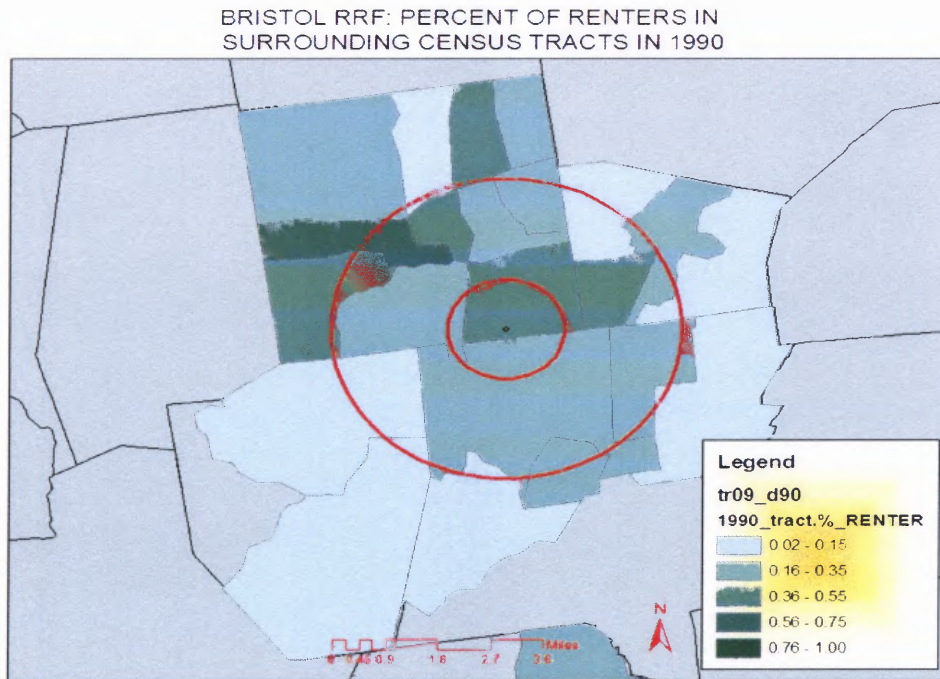 BRISTOL RRF: PERCENT OF RENTERS IN
SURROUNDING CENSUS TRACTS IN 1990
Legend
tr09_d90
1990_tract.%_RENTER
0.02 - 0.15
0.16 - 0.35
0.36 - 0.55
0.56 - 0.75
0.76 - 1.00
N
Miles
0.9 1.8 2.7 3.6